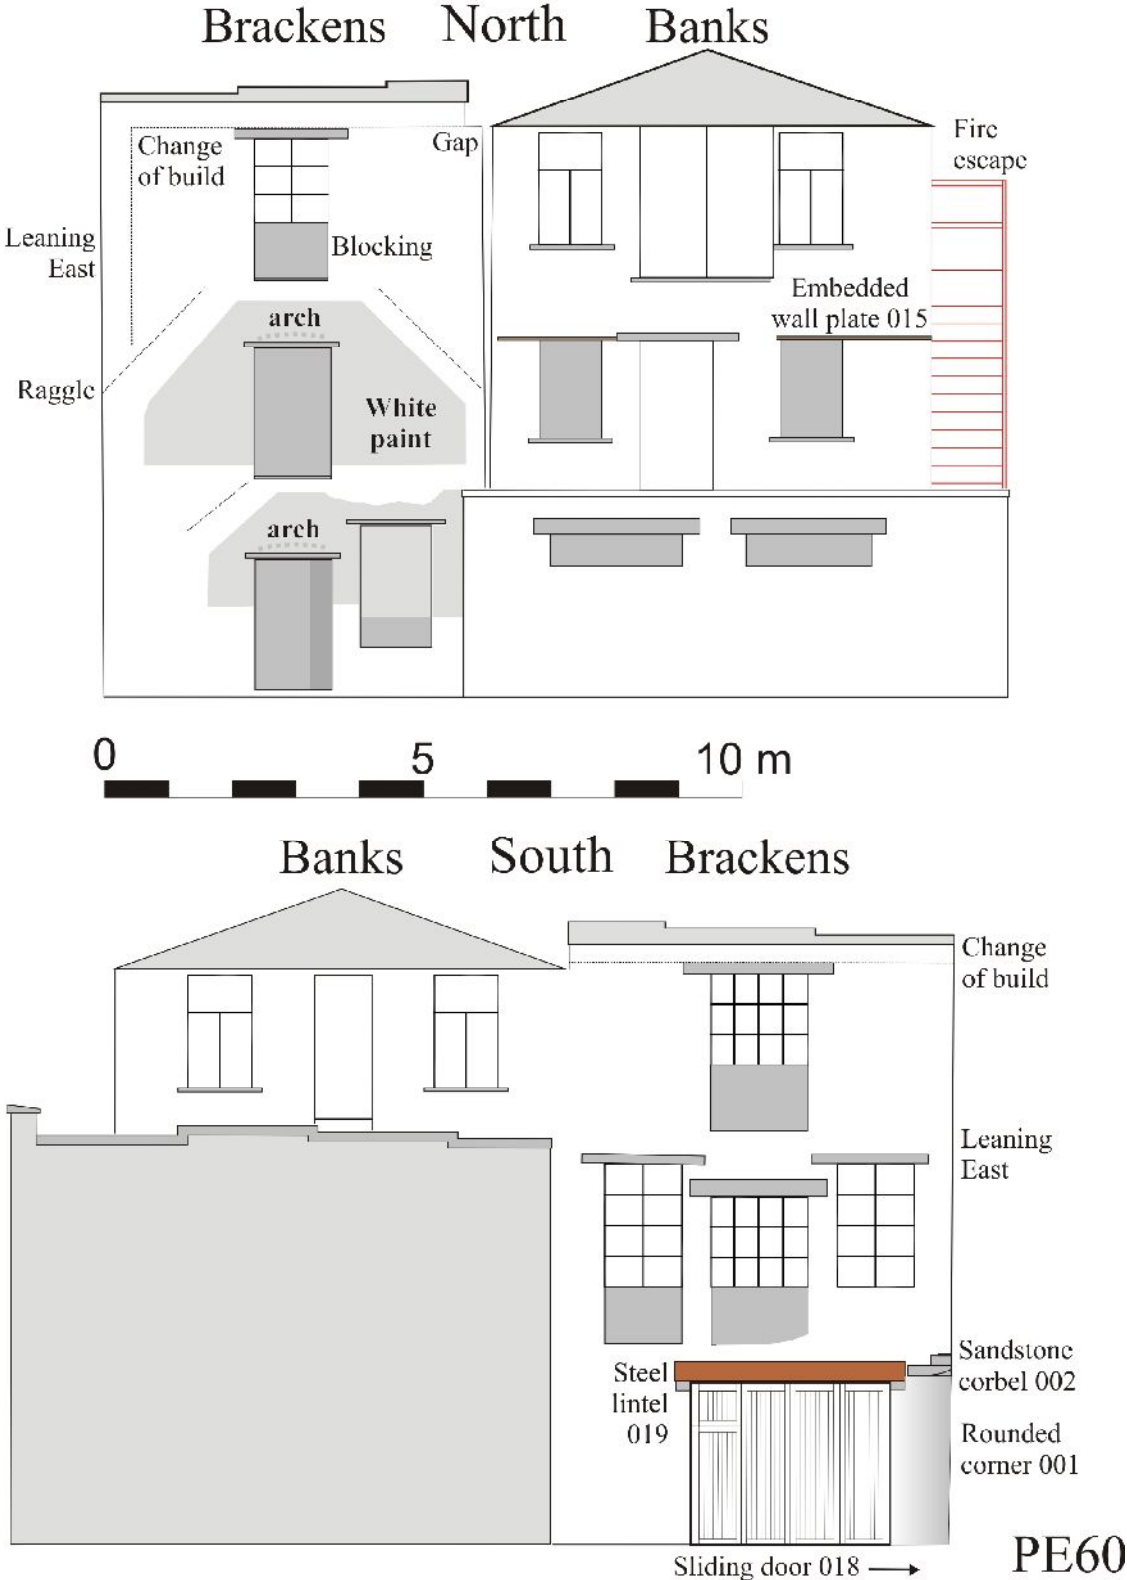 Brackens North Banks
Change
of build
Gap
Fire
escape
Leaning
East
Blocking
Embedded
wall plate 015
arch
Raggle
White
paint
arch
0 5 10 m
Banks South Brackens
Change
of build
Leaning
East
Steel
lintel
019
Sandstone
corbel 002
Rounded
corner 001
Sliding door 018
PE60